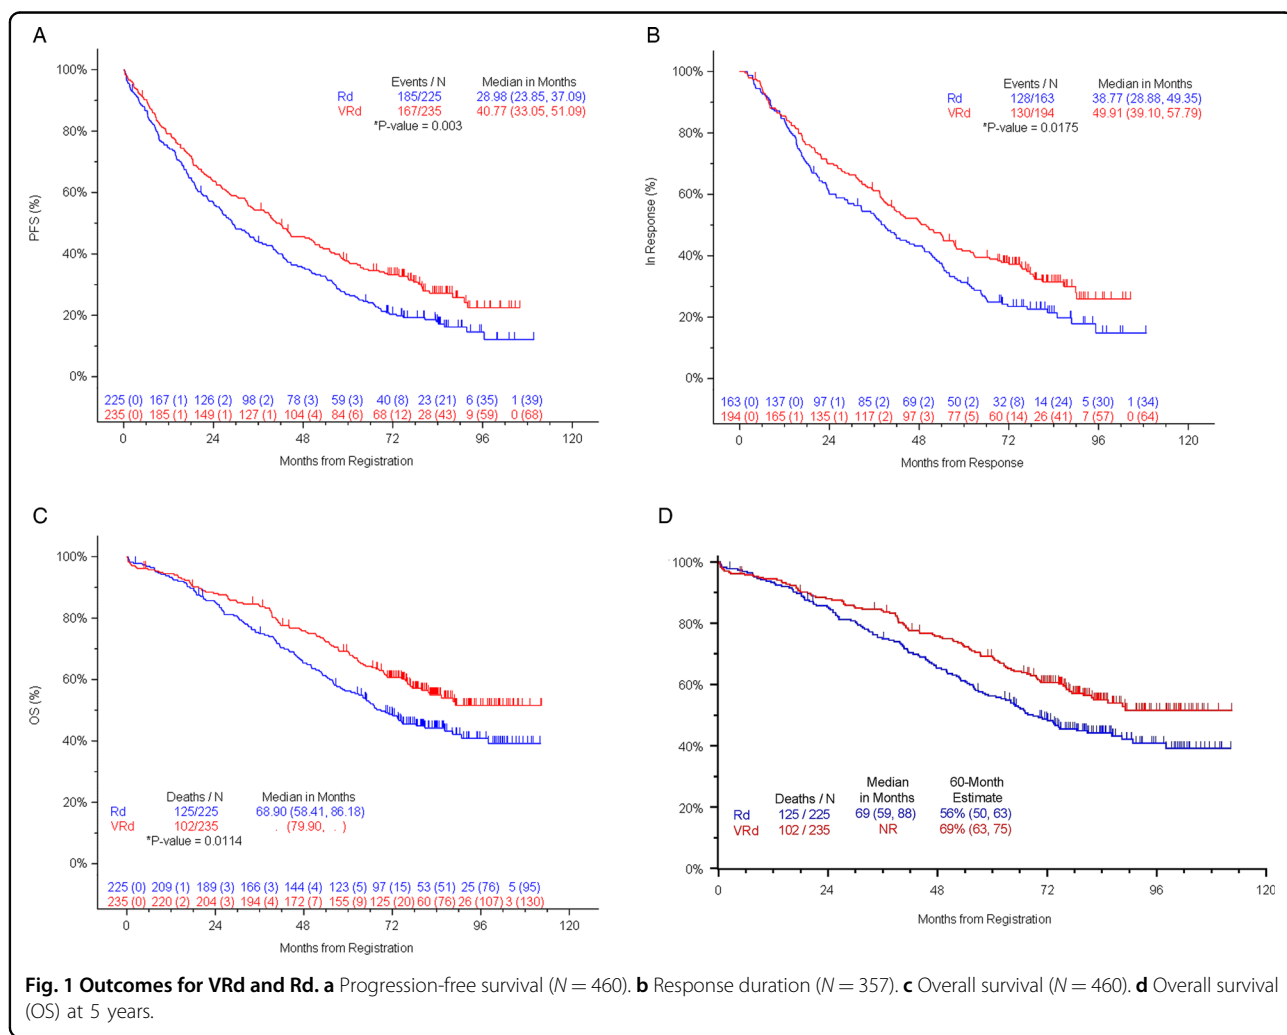 A
100%
80%
60%
40%
20%
0%
PFS (%)
Events / N Median in Months
Rd 185/225 28.98 (23.85, 37.09)
VRd 167/235 40.77 (33.05, 51.09)
*P-value = 0.003
225 (0) 167 (1) 126 (2) 98 (2) 78 (3) 59 (3) 40 (8) 23 (21) 6 (35) 1 (39)
235 (0) 185 (1) 149 (1) 127 (1) 104 (4) 84 (6) 68 (12) 28 (43) 9 (59) 0 (68)
0 24 48 72 96 120
Months from Registration
B
100%
80%
60%
40%
20%
0%
In Response (%)
Events / N Median in Months
Rd 128/163 38.77 (28.88, 49.35)
VRd 130/194 49.91 (39.10, 57.79)
*P-value = 0.0175
163 (0) 137 (0) 97 (1) 85 (2) 69 (2) 50 (2) 32 (8) 14 (24) 5 (30) 1 (34)
194 (0) 165 (1) 135 (1) 117 (2) 97 (3) 77 (5) 60 (14) 26 (41) 7 (57) 0 (64)
0 24 48 72 96 120
Months from Response
C
100%
80%
60%
40%
20%
0%
OS (%)
Deaths / N Median in Months
Rd 125/225 68.90 (58.41, 86.18)
VRd 102/235 . (79.90, . )
*P-value = 0.0114
225 (0) 209 (1) 189 (3) 166 (3) 144 (4) 123 (5) 97 (15) 53 (51) 25 (76) 5 (95)
235 (0) 220 (2) 204 (3) 194 (4) 172 (7) 155 (9) 125 (20) 60 (76) 26 (107) 3 (130)
0 24 48 72 96 120
Months from Registration
D
100%
80%
60%
40%
20%
0%
Median 60-Month
Deaths / N in Months Estimate
Rd 125 / 225 69 (59, 88) 56% (50, 63)
VRd 102 / 235 NR 69% (63, 75)
0 24 48 72 96 120
Months from Registration
Fig. 1 Outcomes for VRd and Rd. a Progression-free survival (N = 460). b Response duration (N = 357). c Overall survival (N = 460). d Overall survival
(OS) at 5 years.